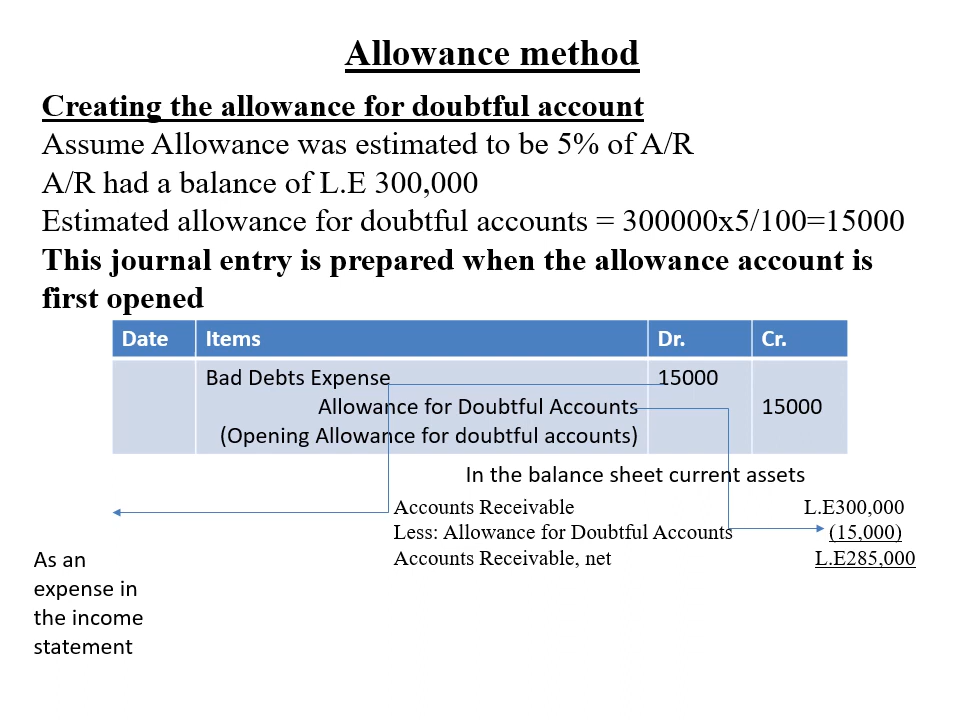 Allowance method
Creating the allowance for doubtful account
Assume Allowance was estimated to be 5% of A/R
A/R had a balance of L.E 300,000
Estimated allowance for doubtful accounts = 300000x5/100=15000
This journal entry is prepared when the allowance account is
first opened
Date Items Dr. Cr.
Bad Debts Expense 15000
Allowance for Doubtful Accounts 15000
(Opening Allowance for doubtful accounts)
In the balance sheet current assets
Accounts Receivable L.E300,000
Less: Allowance for Doubtful Accounts (15,000)
Accounts Receivable, net L.E285,000
As an
expense in
the income
statement